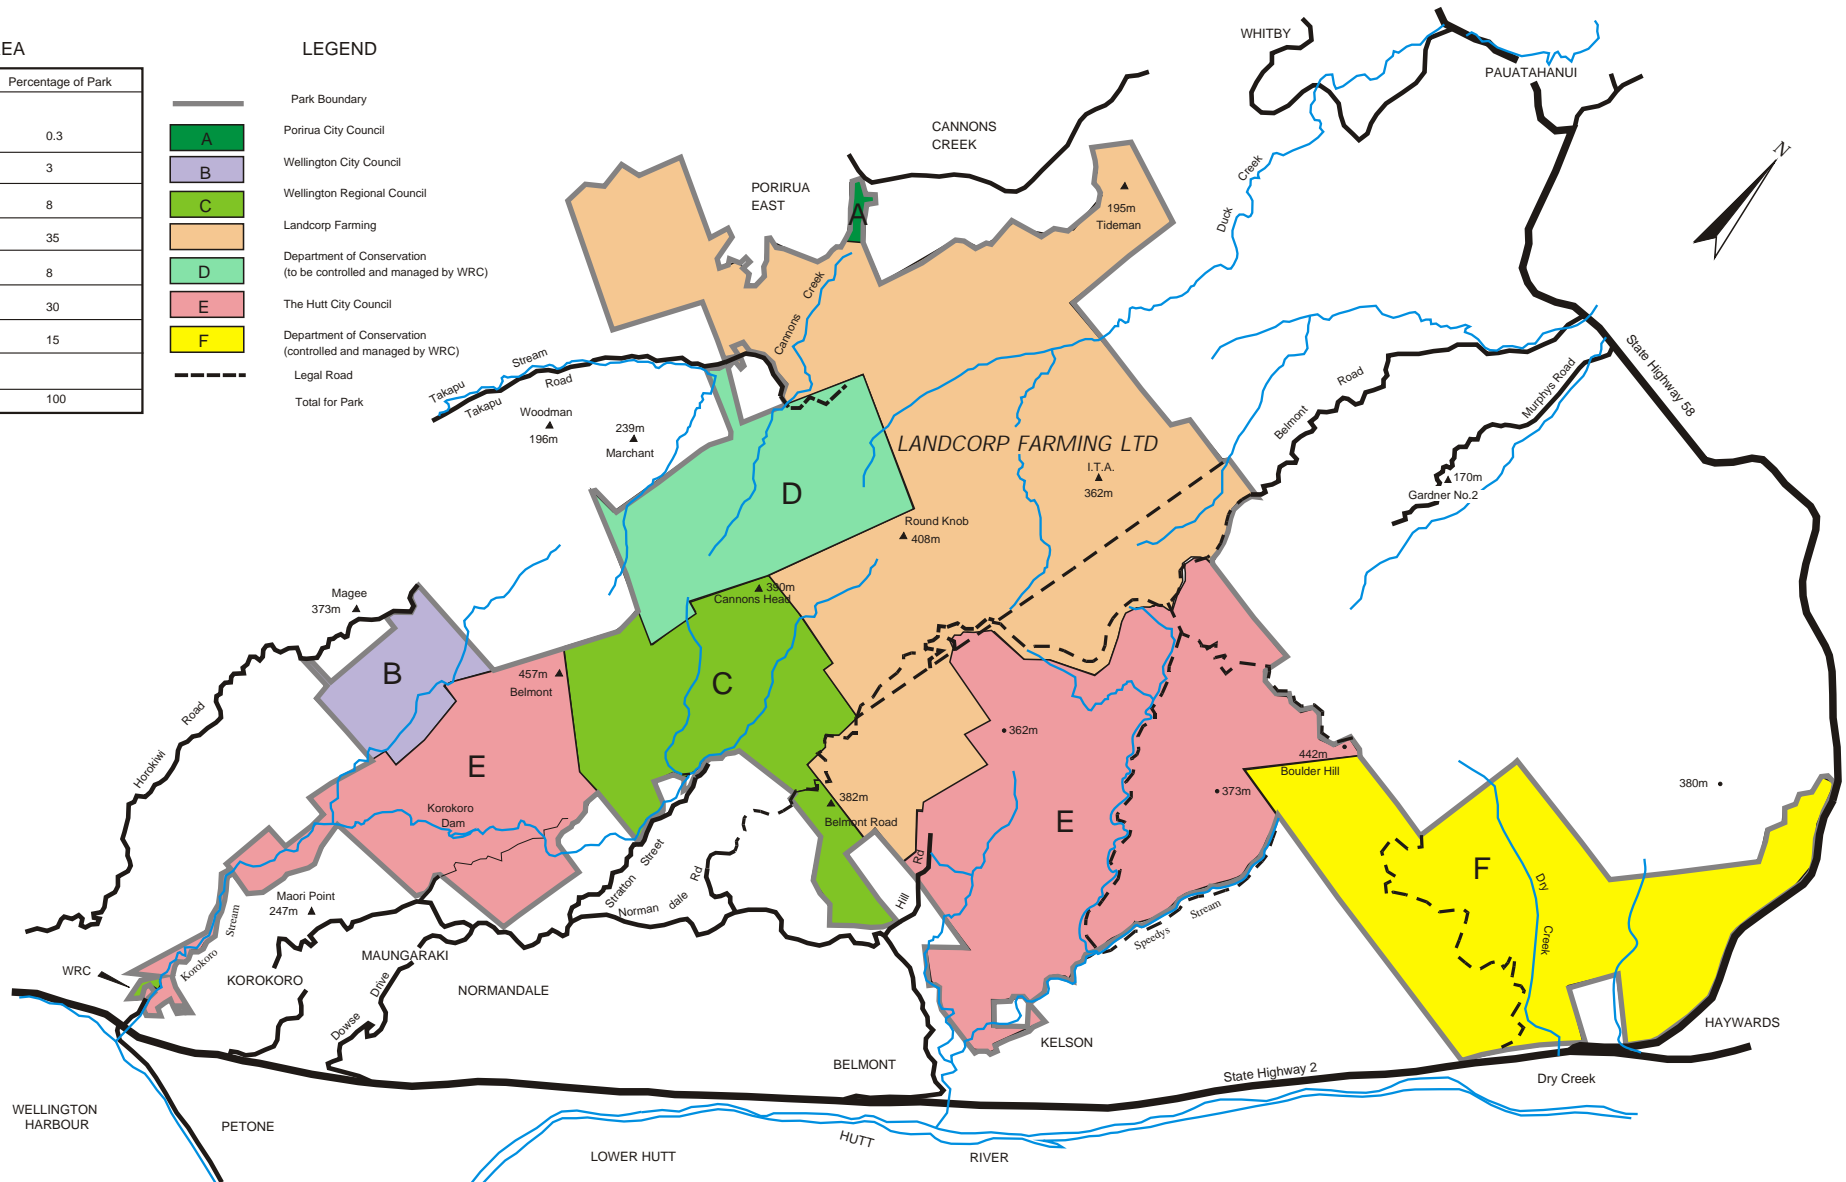 EA
LEGEND
Percentage of Park
0.3
3
8
35
8
30
15
100
Park Boundary
A
Porirua City Council
B
Wellington City Council
C
Wellington Regional Council
Landcorp Farming
D
Department of Conservation
(to be controlled and managed by WRC)
E
The Hutt City Council
F
Department of Conservation
(controlled and managed by WRC)
Legal Road
Total for Park
WHITBY
PAUATAHANUI
CANNONS
CREEK
PORIRUA
EAST
A
195m
Tideman
Duck
Creek
N
Cannons
Creek
Takapu
Stream
Takapu
Road
Woodman
196m
239m
Marchant
LANDCORP FARMING LTD
I.T.A.
362m
Belmont
Road
Murphys Road
State Highway 58
170m
Gardner No.2
D
Round Knob
408m
390m
Cannons Head
Magee
373m
B
457m
Belmont
C
Horokiwi
Road
E
Korokoro
Dam
362m
442m
Boulder Hill
373m
380m
382m
Belmont Road
E
F
Dry
Creek
Maori Point
247m
Stratton
Street
Norman
dale
Rd
Hill
Rd
Speedys
Stream
WRC
Korokoro
Stream
KOROKORO
MAUNGARAKI
Dowse
Drive
NORMANDALE
BELMONT
KELSON
HAYWARDS
State Highway 2
Dry Creek
WELLINGTON
HARBOUR
PETONE
LOWER HUTT
HUTT
RIVER